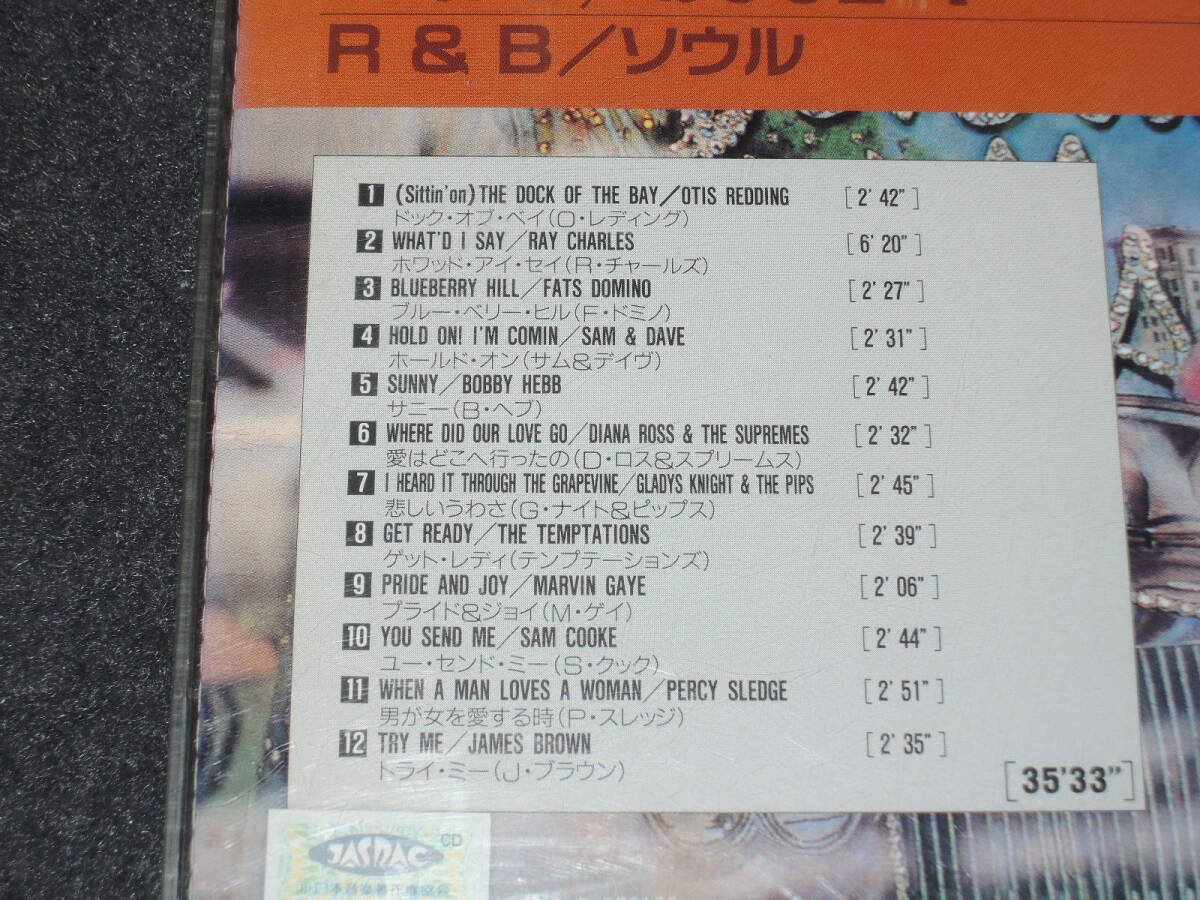 R & B／ソウル
1 (Sittin'on) THE DOCK OF THE BAY／OTIS REDDING [2' 42"]
ドック・オブ・ベイ(O・レディング)
2 WHAT'D I SAY／RAY CHARLES [6' 20"]
ホワッド・アイ・セイ(R・チャールズ)
3 BLUEBERRY HILL／FATS DOMINO [2' 27"]
ブルー・ベリー・ヒル(F・ドミノ)
4 HOLD ON! I'M COMIN／SAM & DAVE [2' 31"]
ホールド・オン(サム&デイヴ)
5 SUNNY／BOBBY HEBB [2' 42"]
サニー(B・ヘブ)
6 WHERE DID OUR LOVE GO／DIANA ROSS & THE SUPREMES [2' 32"]
愛はどこへ行ったの(D・ロス&スプリームス)
7 I HEARD IT THROUGH THE GRAPEVINE／GLADYS KNIGHT & THE PIPS [2' 45"]
悲しいうわさ(G・ナイト&ピップス)
8 GET READY／THE TEMPTATIONS [2' 39"]
ゲット・レディ(テンプテーションズ)
9 PRIDE AND JOY／MARVIN GAYE [2' 06"]
プライド&ジョイ(M・ゲイ)
10 YOU SEND ME／SAM COOKE [2' 44"]
ユー・センド・ミー(S・クック)
11 WHEN A MAN LOVES A WOMAN／PERCY SLEDGE [2' 51"]
男が女を愛する時(P・スレッジ)
12 TRY ME／JAMES BROWN [2' 35"]
トライ・ミー(J・ブラウン)
[35'33"]
CD
JASRAC
日本音楽著作権協会